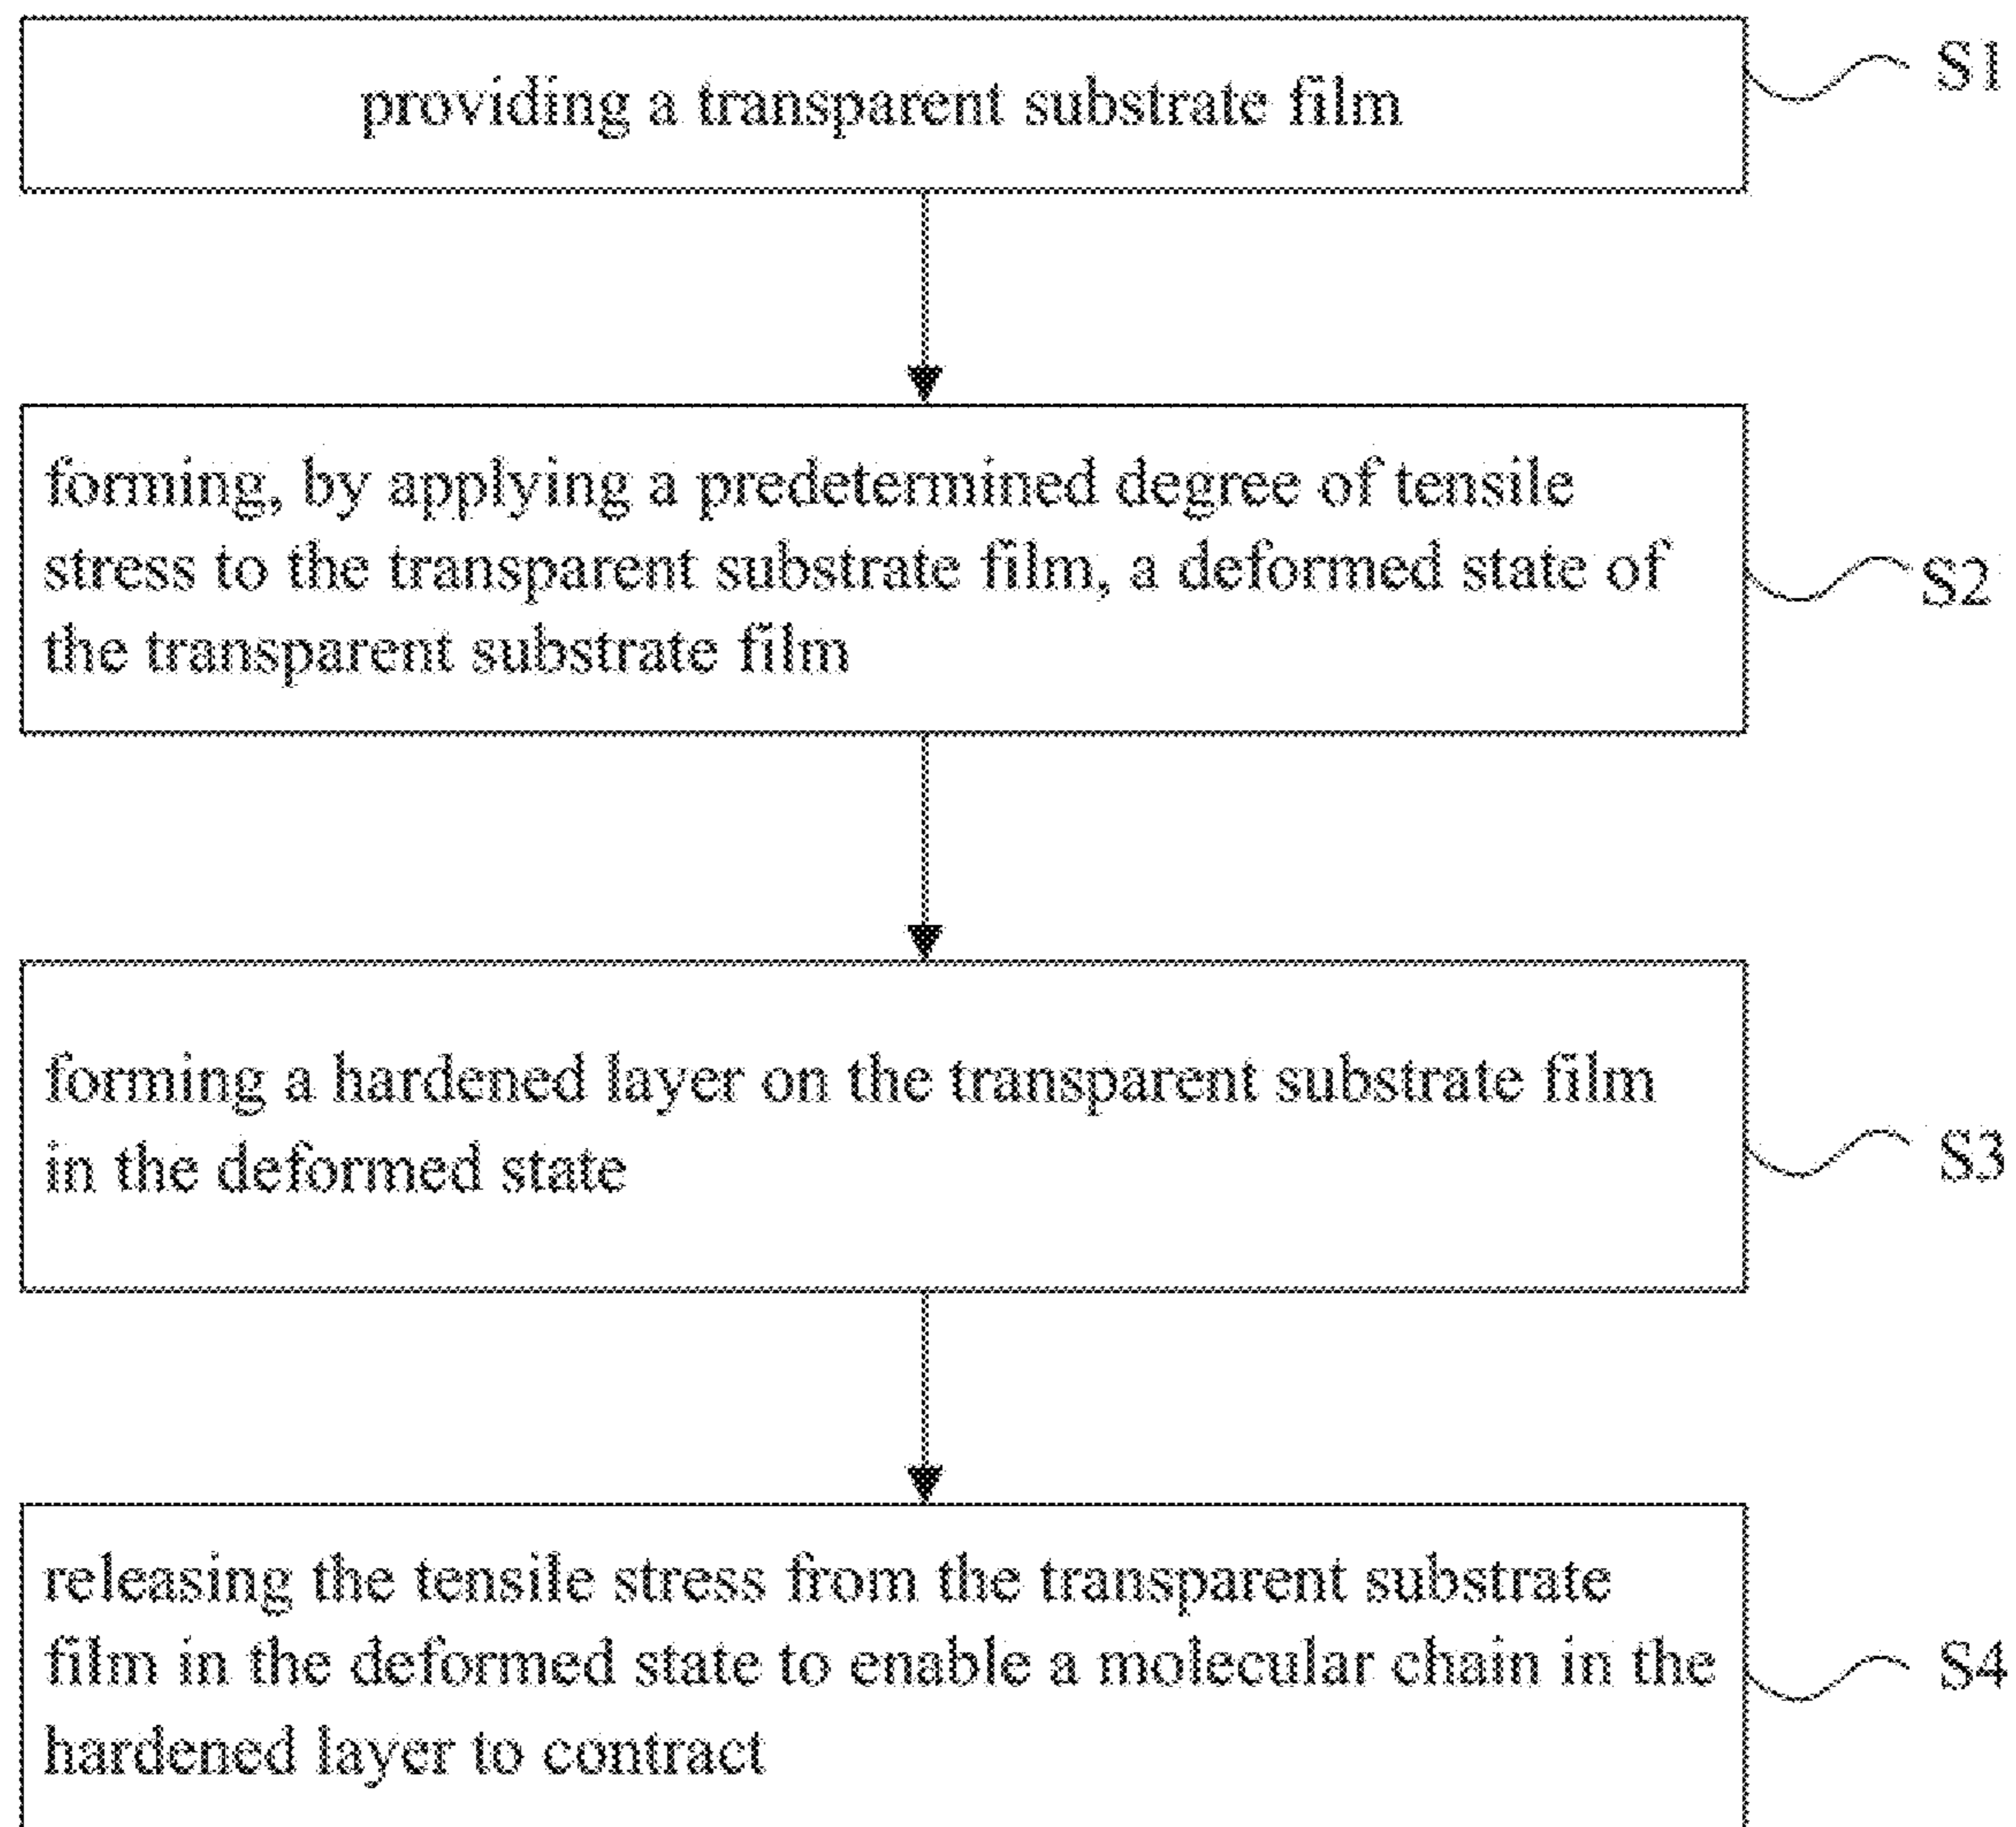 providing a transparent substrate film
S1
forming, by applying a predetermined degree of tensile
stress to the transparent substrate film, a deformed state of
the transparent substrate film
S2
forming a hardened layer on the transparent substrate film
in the deformed state
S3
releasing the tensile stress from the transparent substrate
film in the deformed state to enable a molecular chain in the
hardened layer to contract
S4